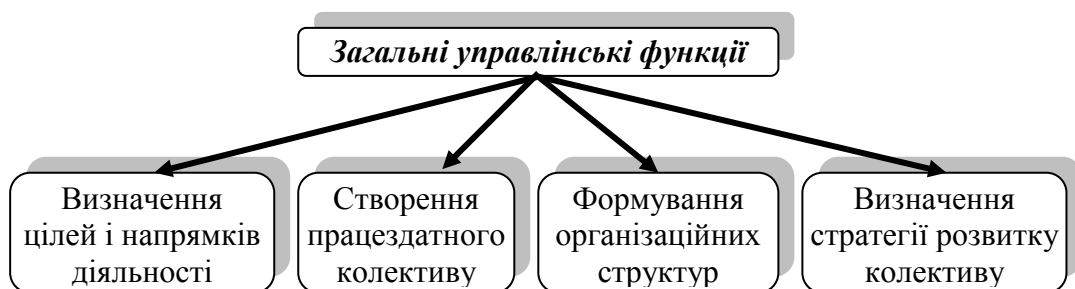 Загальні управлінські функції
Визначення
цілей і напрямків
діяльності
Створення
працездатного
колективу
Формування
організаційних
структур
Визначення
стратегії розвитку
колективу